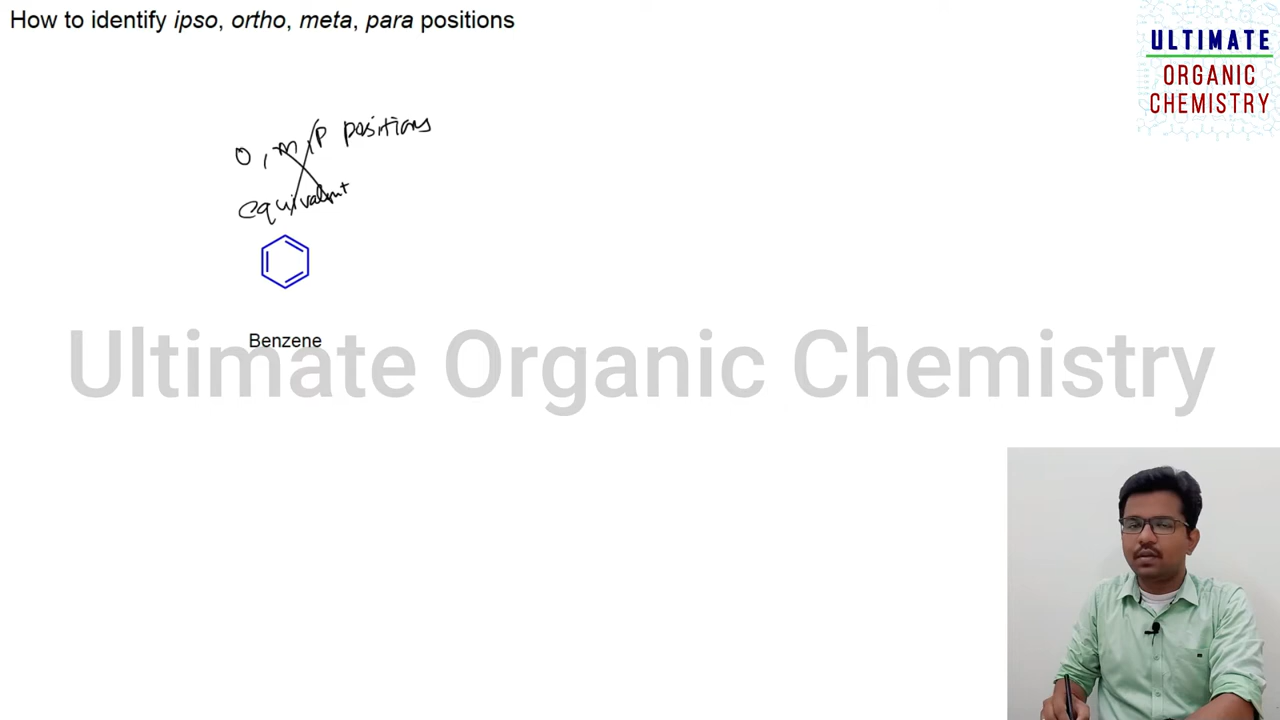 How to identify ipso, ortho, meta, para positions
ULTIMATE
ORGANIC
CHEMISTRY
o, m, p positions
equivalent
Benzene
Ultimate Organic Chemistry